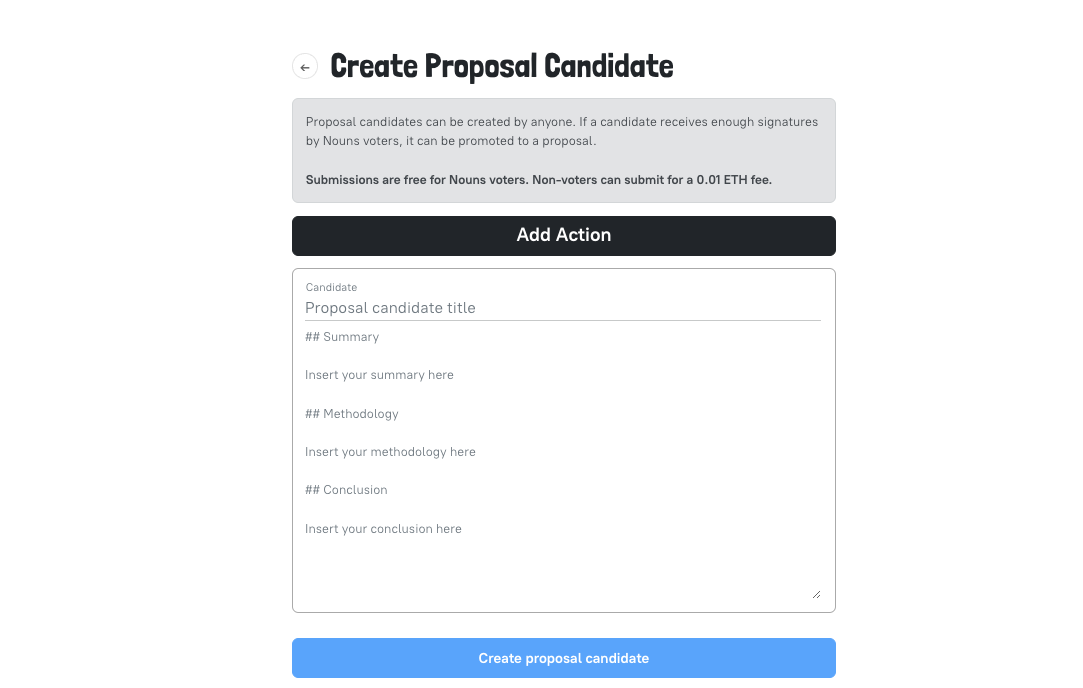 Create Proposal Candidate
Proposal candidates can be created by anyone. If a candidate receives enough signatures
by Nouns voters, it can be promoted to a proposal.
Submissions are free for Nouns voters. Non-voters can submit for a 0.01 ETH fee.
Add Action
Candidate
Proposal candidate title
## Summary
Insert your summary here
## Methodology
Insert your methodology here
## Conclusion
Insert your conclusion here
Create proposal candidate